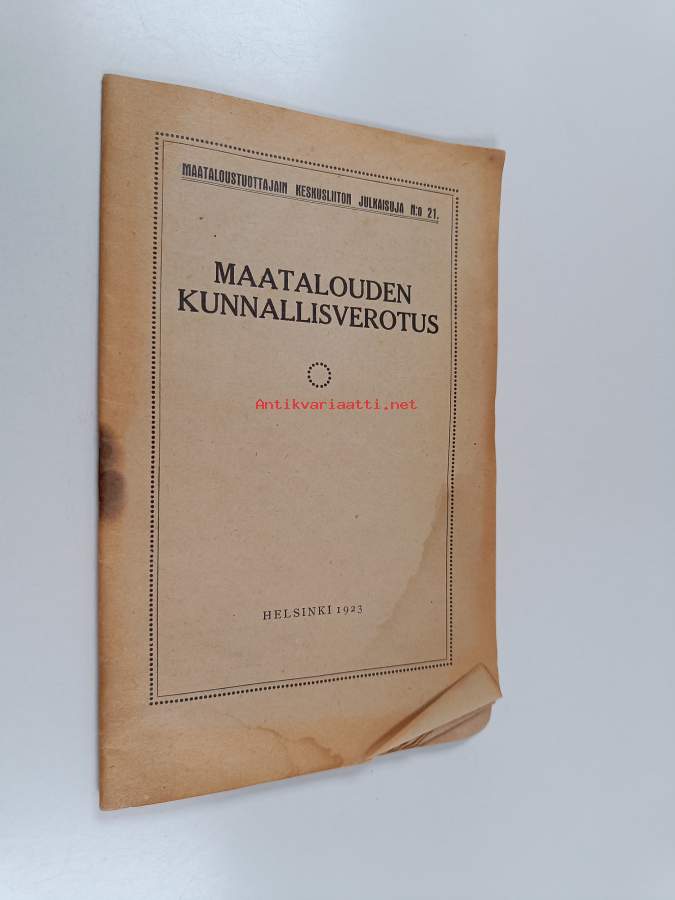 MAATALOUSTUOTTAJAIN KESKUSLIITON JULKAISUJA N:o 21.
MAATALOUDEN
KUNNALLISVEROTUS
Antikvariaatti.net
HELSINKI 1923